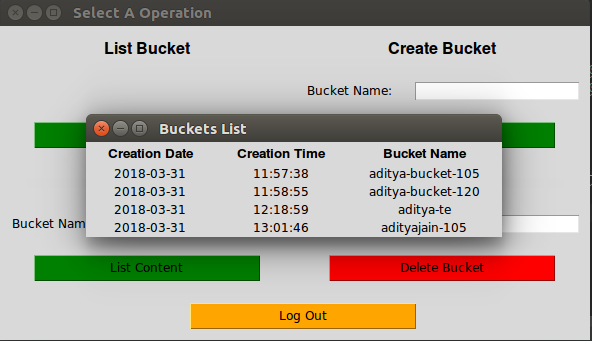 Select A Operation
List Bucket Create Bucket
Bucket Name:
Buckets List
Creation Date Creation Time Bucket Name
2018-03-31 11:57:38 aditya-bucket-105
2018-03-31 11:58:55 aditya-bucket-120
2018-03-31 12:18:59 aditya-te
2018-03-31 13:01:46 adityajain-105
Bucket
List Content Delete Bucket
Log Out